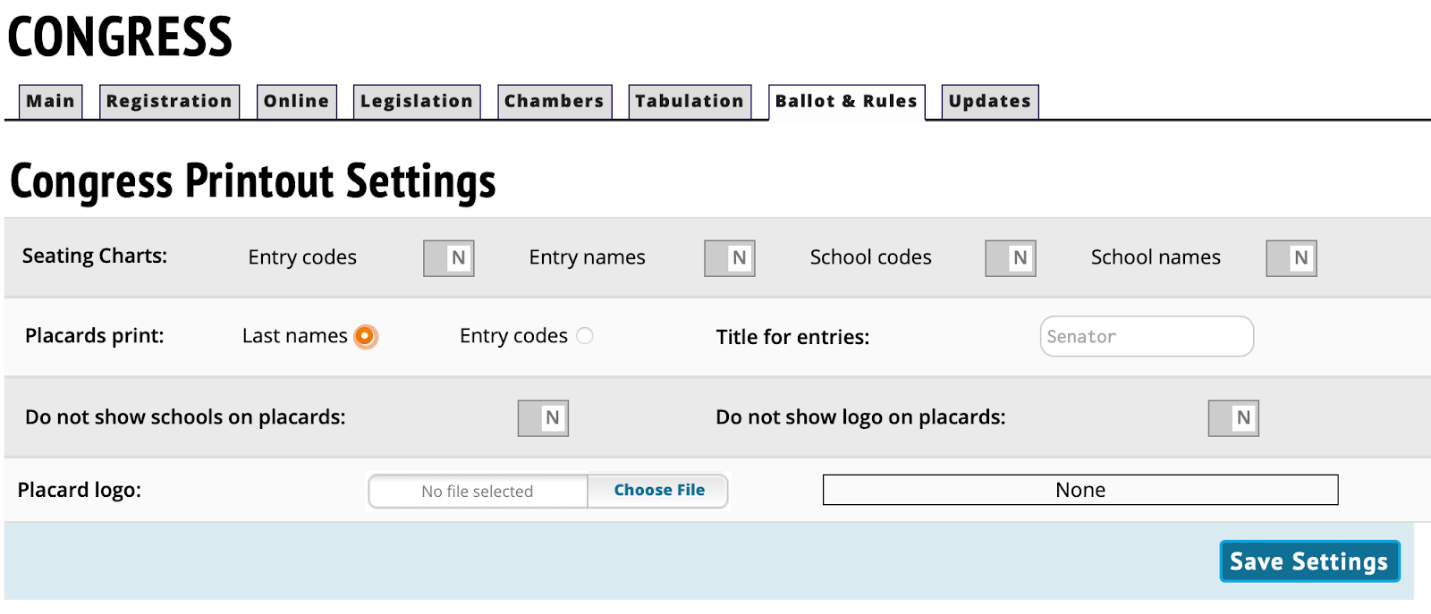 CONGRESS
Main Registration Online Legislation Chambers Tabulation Ballot & Rules Updates
Congress Printout Settings
Seating Charts: Entry codes N Entry names N School codes N School names N
Placards print: Last names Entry codes Title for entries: Senator
Do not show schools on placards: N Do not show logo on placards: N
Placard logo: No file selected Choose File None
Save Settings